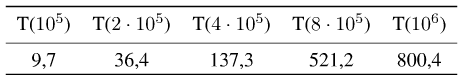 T(10⁵) T(2 · 10⁵) T(4 · 10⁵) T(8 · 10⁵) T(10⁶)
9,7 36,4 137,3 521,2 800,4